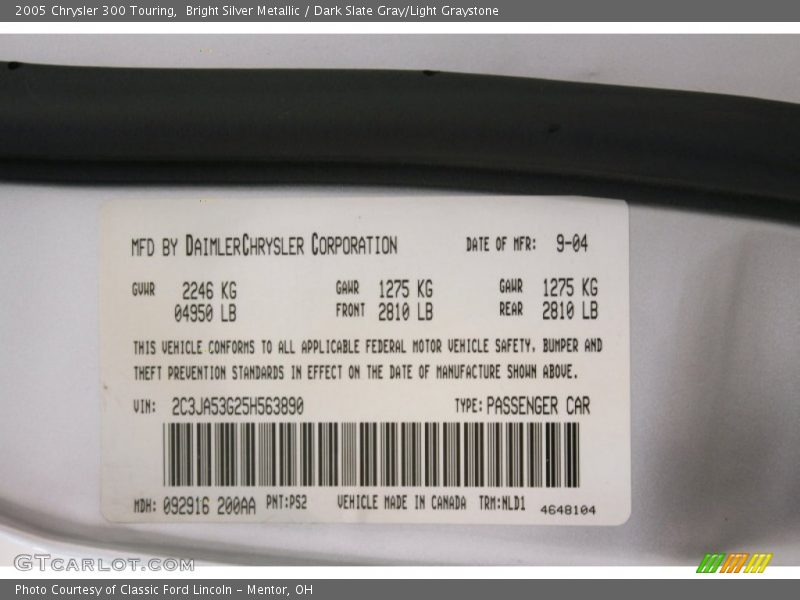 2005 Chrysler 300 Touring,  Bright Silver Metallic / Dark Slate Gray/Light Graystone
MFD BY DAIMLERCHRYSLER CORPORATION DATE OF MFR: 9-04
GVWR 2246 KG GAWR 1275 KG GAWR 1275 KG
04950 LB FRONT 2810 LB REAR 2810 LB
THIS VEHICLE CONFORMS TO ALL APPLICABLE FEDERAL MOTOR VEHICLE SAFETY, BUMPER AND
THEFT PREVENTION STANDARDS IN EFFECT ON THE DATE OF MANUFACTURE SHOWN ABOVE.
VIN: 2C3JA53G25H563890 TYPE: PASSENGER CAR
MDH: 092916 200AA PNT:PS2 VEHICLE MADE IN CANADA TRM:NLD1 4648104
GTCARLOT.COM
Photo Courtesy of Classic Ford Lincoln - Mentor, OH